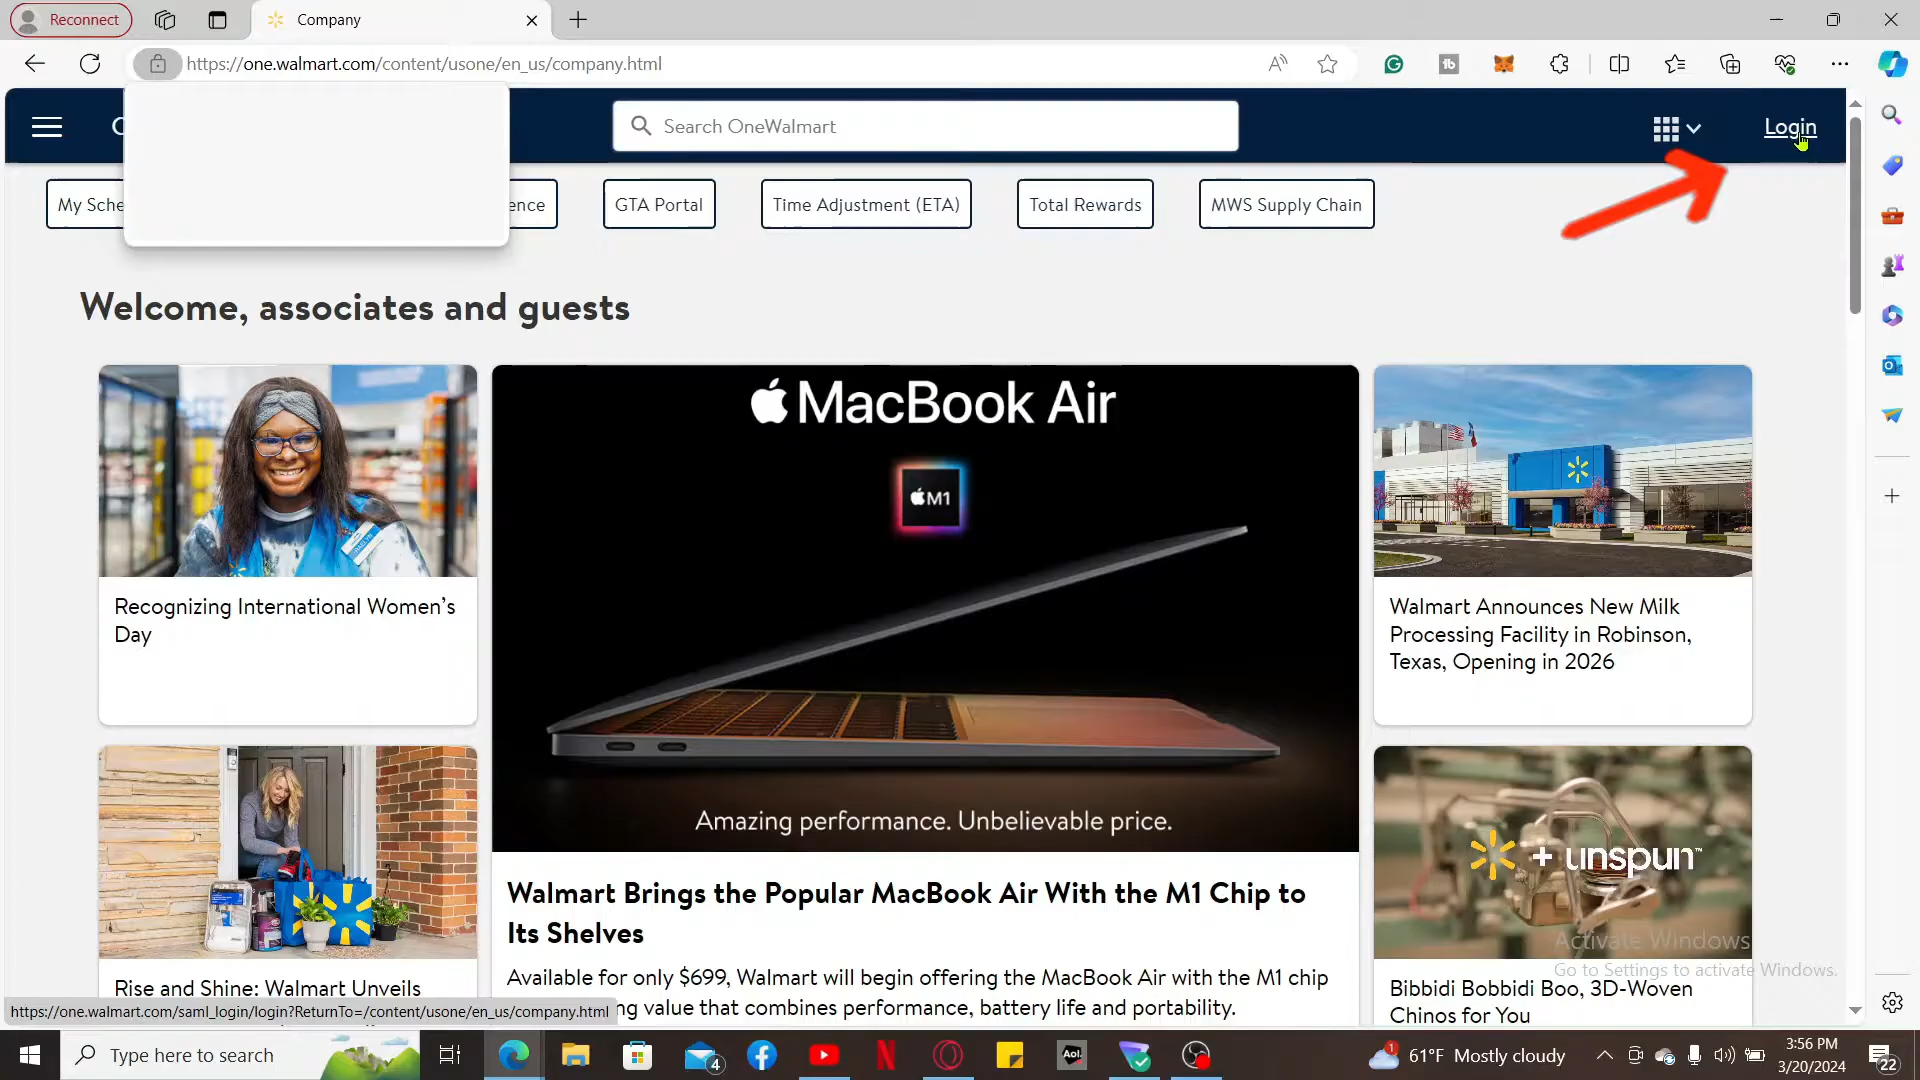 Reconnect
Company
https://one.walmart.com/content/usone/en_us/company.html
Search OneWalmart
Login
My Sche
ence
GTA Portal
Time Adjustment (ETA)
Total Rewards
MWS Supply Chain
Welcome, associates and guests
MacBook Air
M1
Amazing performance. Unbelievable price.
Recognizing International Women's
Day
Walmart Announces New Milk
Processing Facility in Robinson,
Texas, Opening in 2026
Walmart Brings the Popular MacBook Air With the M1 Chip to
Its Shelves
Available for only $699, Walmart will begin offering the MacBook Air with the M1 chip
ng value that combines performance, battery life and portability.
Rise and Shine: Walmart Unveils
+ unspun™
Bibbidi Bobbidi Boo, 3D-Woven
Chinos for You
Activate Windows
Go to Settings to activate Windows.
https://one.walmart.com/saml_login/login?ReturnTo=/content/usone/en_us/company.html
Type here to search
4
Aol.
1
61°F Mostly cloudy
3:56 PM
3/20/2024
22